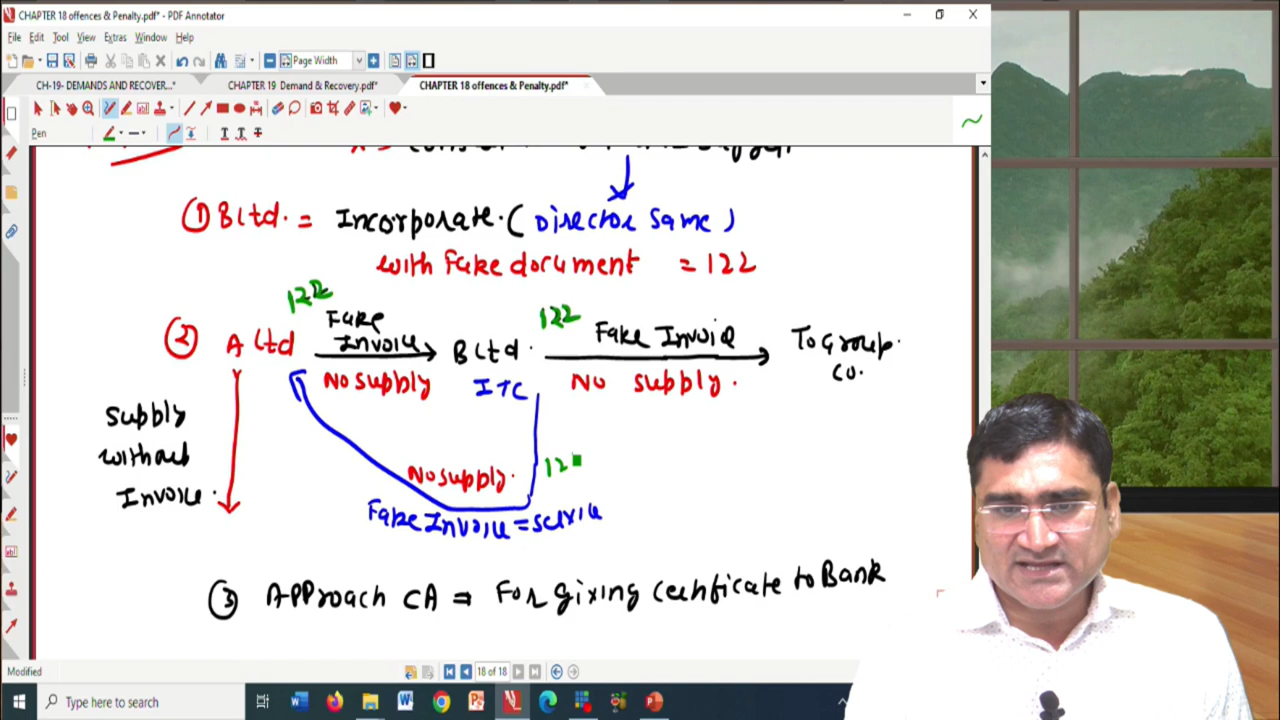 CHAPTER 18 offences & Penalty.pdf* - PDF Annotator
File Edit Tool View Extras Window Help
Page Width
CH-19- DEMANDS AND RECOVER...* CHAPTER 19 Demand & Recovery.pdf* CHAPTER 18 offences & Penalty.pdf*
Pen
① B Ltd. = Incorporate. (Director same)
with fake document = 122
122 122
② A Ltd Fake Invoice B Ltd. Fake Invoice To Group Co.
No supply ITC No supply.
supply without Invoice.
No supply. 12
Fake Invoice = service
③ Approach CA = For giving certificate to Bank
Modified 18 of 18
Type here to search